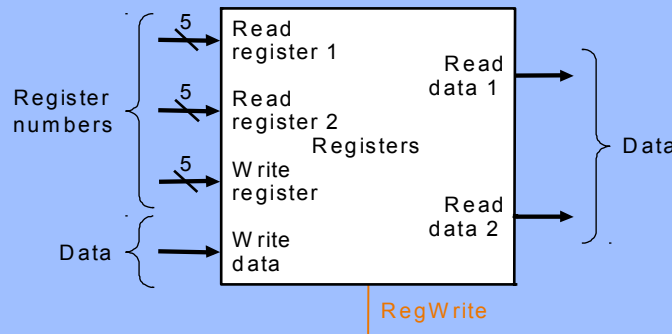 5
Read
register 1
5
Read
register 2
5
Write
register
Write
data
Register
numbers
Data
Registers
Read
data 1
Read
data 2
Data
RegWrite